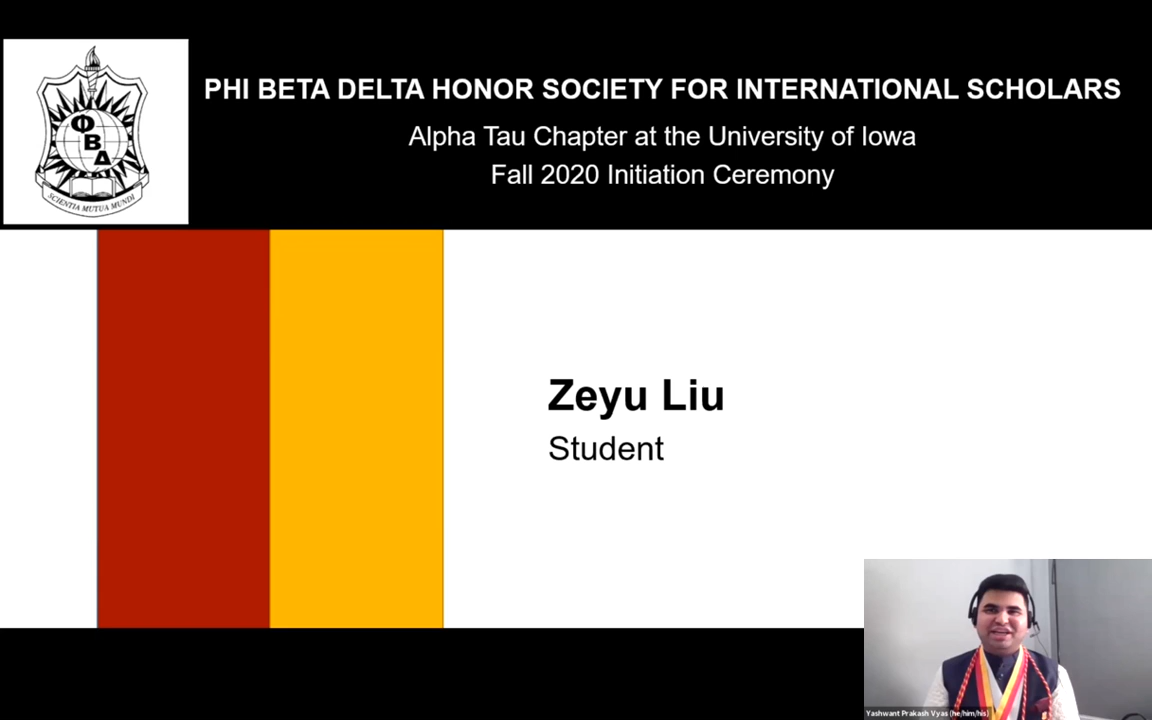 PHI BETA DELTA HONOR SOCIETY FOR INTERNATIONAL SCHOLARS
Alpha Tau Chapter at the University of Iowa
Fall 2020 Initiation Ceremony
Φ
B
Δ
SCIENTIA MUTUA MUNDI
Zeyu Liu
Student
Yashwant Prakash Vyas (he/him/his)